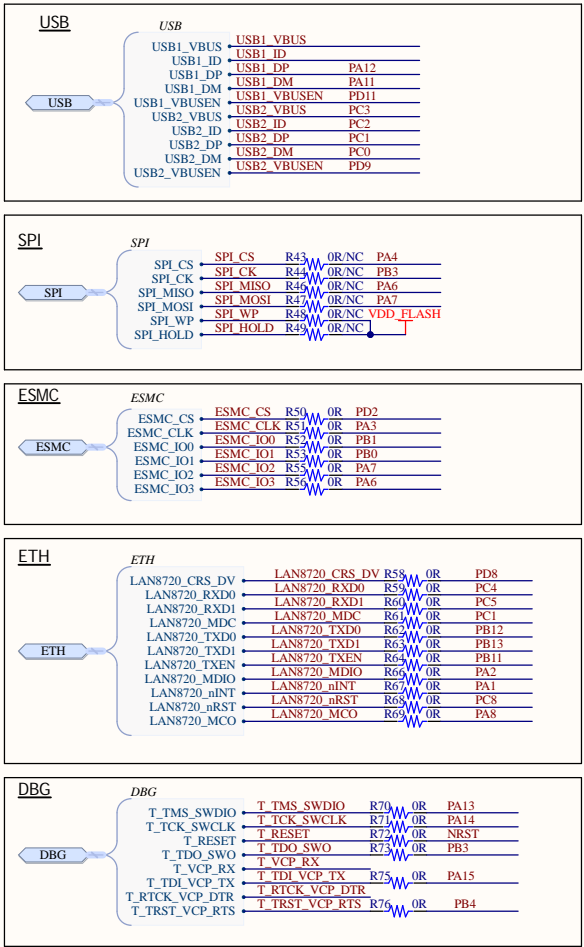 USB
USB
USB
USB1_VBUS USB1_VBUS
USB1_ID USB1_ID
USB1_DP USB1_DP PA12
USB1_DM USB1_DM PA11
USB1_VBUSEN USB1_VBUSEN PD11
USB2_VBUS USB2_VBUS PC3
USB2_ID USB2_ID PC2
USB2_DP USB2_DP PC1
USB2_DM USB2_DM PC0
USB2_VBUSEN USB2_VBUSEN PD9
SPI
SPI
SPI
SPI_CS SPI_CS R43 0R/NC PA4
SPI_CK SPI_CK R44 0R/NC PB3
SPI_MISO SPI_MISO R46 0R/NC PA6
SPI_MOSI SPI_MOSI R47 0R/NC PA7
SPI_WP SPI_WP R48 0R/NC VDD_FLASH
SPI_HOLD SPI_HOLD R49 0R/NC
ESMC
ESMC
ESMC
ESMC_CS ESMC_CS R50 0R PD2
ESMC_CLK ESMC_CLK R51 0R PA3
ESMC_IO0 ESMC_IO0 R52 0R PB1
ESMC_IO1 ESMC_IO1 R53 0R PB0
ESMC_IO2 ESMC_IO2 R55 0R PA7
ESMC_IO3 ESMC_IO3 R56 0R PA6
ETH
ETH
ETH
LAN8720_CRS_DV LAN8720_CRS_DV R58 0R PD8
LAN8720_RXD0 LAN8720_RXD0 R59 0R PC4
LAN8720_RXD1 LAN8720_RXD1 R60 0R PC5
LAN8720_MDC LAN8720_MDC R61 0R PC1
LAN8720_TXD0 LAN8720_TXD0 R62 0R PB12
LAN8720_TXD1 LAN8720_TXD1 R63 0R PB13
LAN8720_TXEN LAN8720_TXEN R64 0R PB11
LAN8720_MDIO LAN8720_MDIO R66 0R PA2
LAN8720_nINT LAN8720_nINT R67 0R PA1
LAN8720_nRST LAN8720_nRST R68 0R PC8
LAN8720_MCO LAN8720_MCO R69 0R PA8
DBG
DBG
DBG
T_TMS_SWDIO T_TMS_SWDIO R70 0R PA13
T_TCK_SWCLK T_TCK_SWCLK R71 0R PA14
T_RESET T_RESET R72 0R NRST
T_TDO_SWO T_TDO_SWO R73 0R PB3
T_VCP_RX T_VCP_RX
T_TDI_VCP_TX T_TDI_VCP_TX R75 0R PA15
T_RTCK_VCP_DTR T_RTCK_VCP_DTR
T_TRST_VCP_RTS T_TRST_VCP_RTS R76 0R PB4